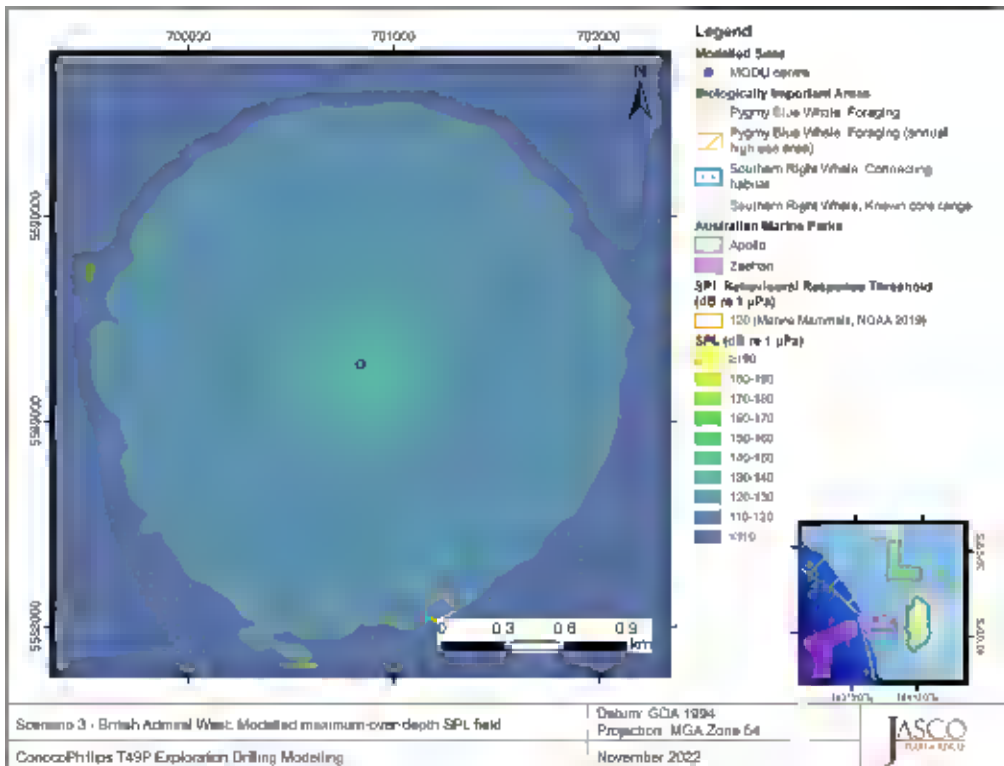 700000 701000 702000
N
Legend
Modelled Sites
MODU centre
Biologically Important Areas
Pygmy Blue Whale, Foraging
Pygmy Blue Whale, Foraging (annual
high use area)
Southern Right Whale, Connecting
habitat
Southern Right Whale, Known core range
Australian Marine Parks
Apollo
Zeehan
SPL Behavioural Response Threshold
(dB re 1 µPa)
120 (Marine Mammals, NOAA 2019)
SPL (dB re 1 µPa)
≥190
180-190
170-180
160-170
150-160
140-150
130-140
120-130
110-120
<110
0 0.3 0.6 0.9
km
Scenario 3 - British Admiral West: Modelled maximum-over-depth SPL field
ConocoPhillips T49P Exploration Drilling Modelling
Datum: GDA 1994
Projection: MGA Zone 54
November 2022
JASCO